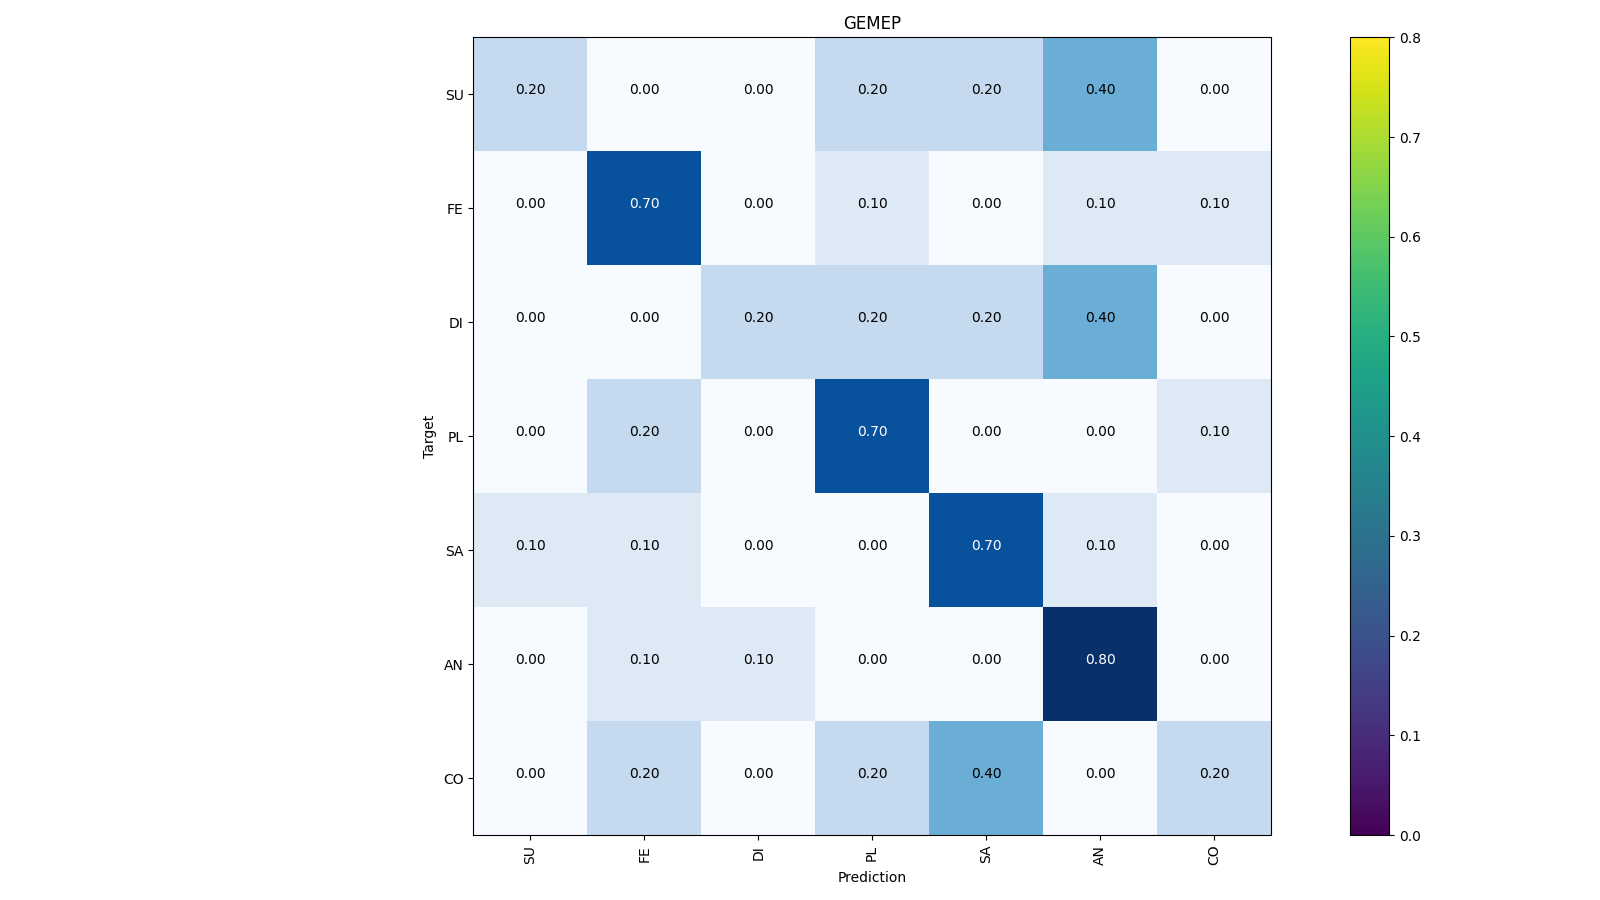 GEMEP
SU 0.20 0.00 0.00 0.20 0.20 0.40 0.00
FE 0.00 0.70 0.00 0.10 0.00 0.10 0.10
DI 0.00 0.00 0.20 0.20 0.20 0.40 0.00
PL 0.00 0.20 0.00 0.70 0.00 0.00 0.10
SA 0.10 0.10 0.00 0.00 0.70 0.10 0.00
AN 0.00 0.10 0.10 0.00 0.00 0.80 0.00
CO 0.00 0.20 0.00 0.20 0.40 0.00 0.20
SU FE DI PL SA AN CO
Prediction
Target
0.8
0.7
0.6
0.5
0.4
0.3
0.2
0.1
0.0